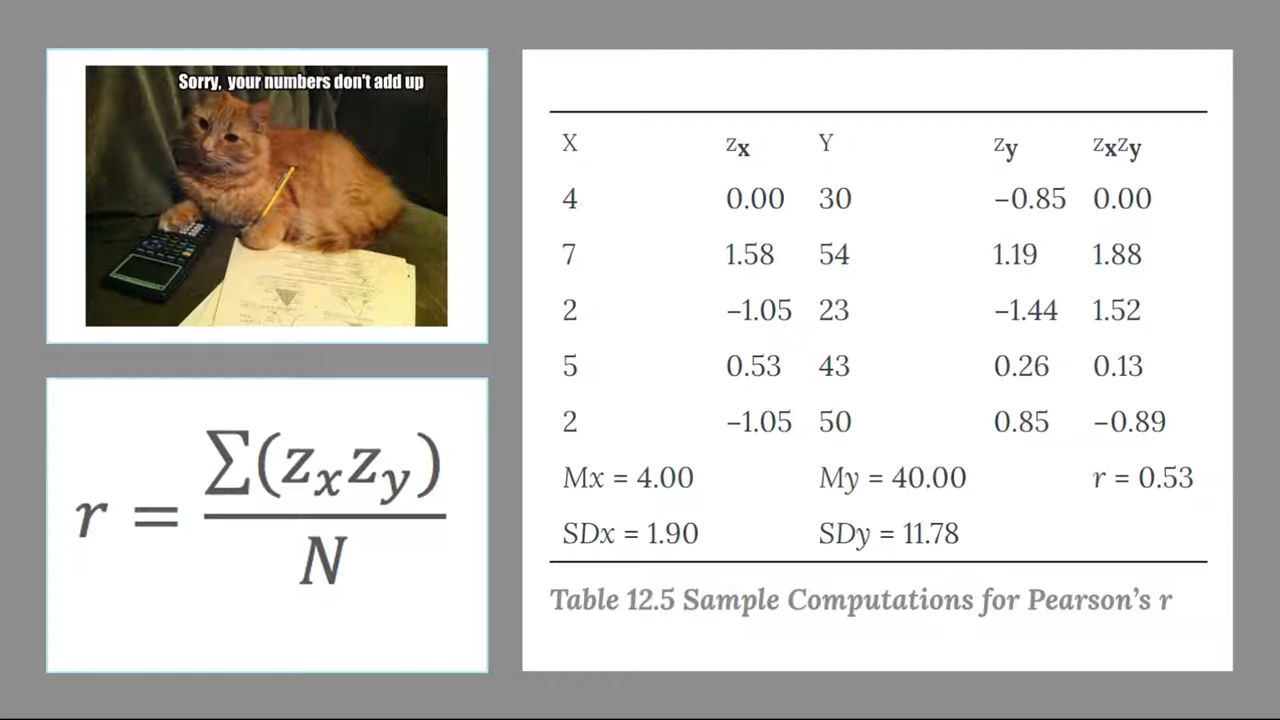 Sorry, your numbers don't add up
r = ∑(zₓzᵧ) / N
X zx Y zy zxzy
4 0.00 30 −0.85 0.00
7 1.58 54 1.19 1.88
2 −1.05 23 −1.44 1.52
5 0.53 43 0.26 0.13
2 −1.05 50 0.85 −0.89
Mx = 4.00 My = 40.00 r = 0.53
SDx = 1.90 SDy = 11.78
Table 12.5 Sample Computations for Pearson's r